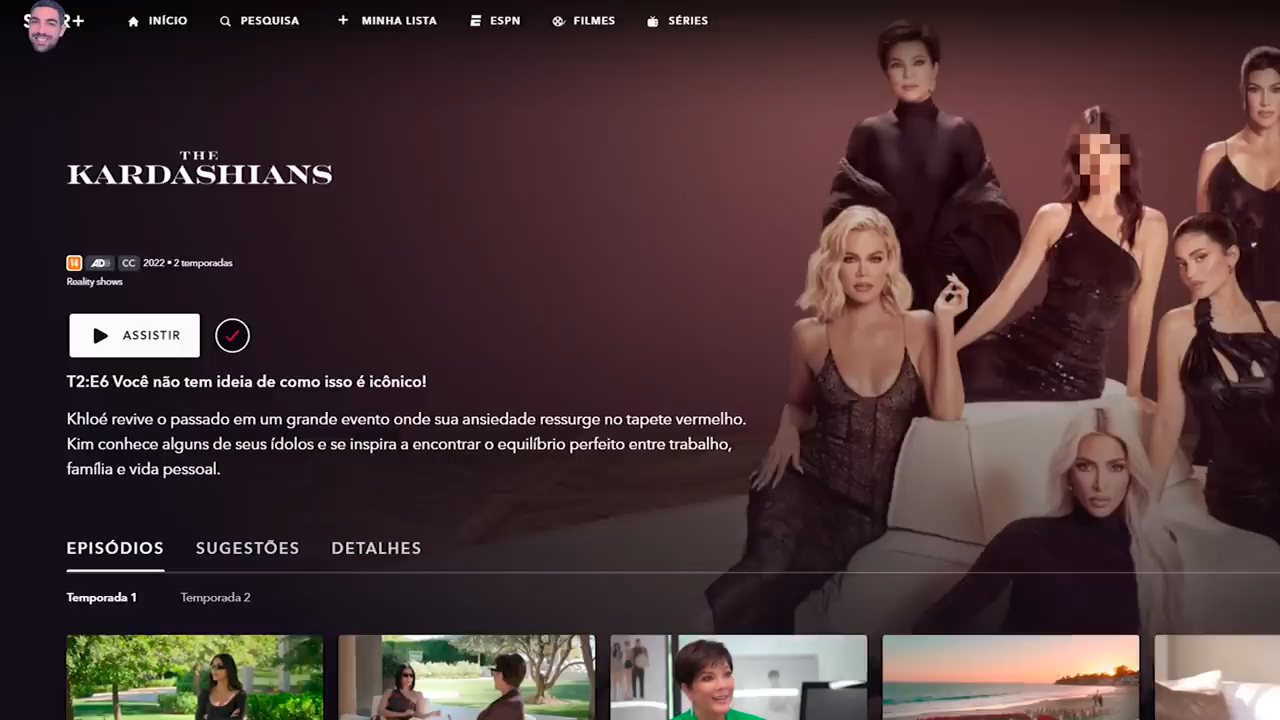 INÍCIO
PESQUISA
MINHA LISTA
ESPN
FILMES
SÉRIES
THE
KARDASHIANS
14 AD CC 2022 • 2 temporadas
Reality shows
ASSISTIR
T2:E6 Você não tem ideia de como isso é icônico!
Khloé revive o passado em um grande evento onde sua ansiedade ressurge no tapete vermelho.
Kim conhece alguns de seus ídolos e se inspira a encontrar o equilíbrio perfeito entre trabalho,
família e vida pessoal.
EPISÓDIOS
SUGESTÕES
DETALHES
Temporada 1
Temporada 2